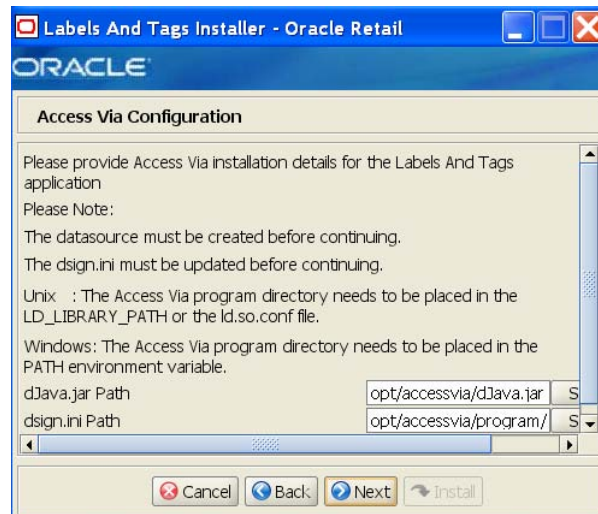 Labels And Tags Installer - Oracle Retail
ORACLE
Access Via Configuration
Please provide Access Via installation details for the Labels And Tags
application
Please Note:
The datasource must be created before continuing.
The dsign.ini must be updated before continuing.
Unix : The Access Via program directory needs to be placed in the
LD_LIBRARY_PATH or the ld.so.conf file.
Windows: The Access Via program directory needs to be placed in the
PATH environment variable.
dJava.jar Path opt/accessvia/dJava.jar S
dsign.ini Path opt/accessvia/program/ S
Cancel Back Next Install